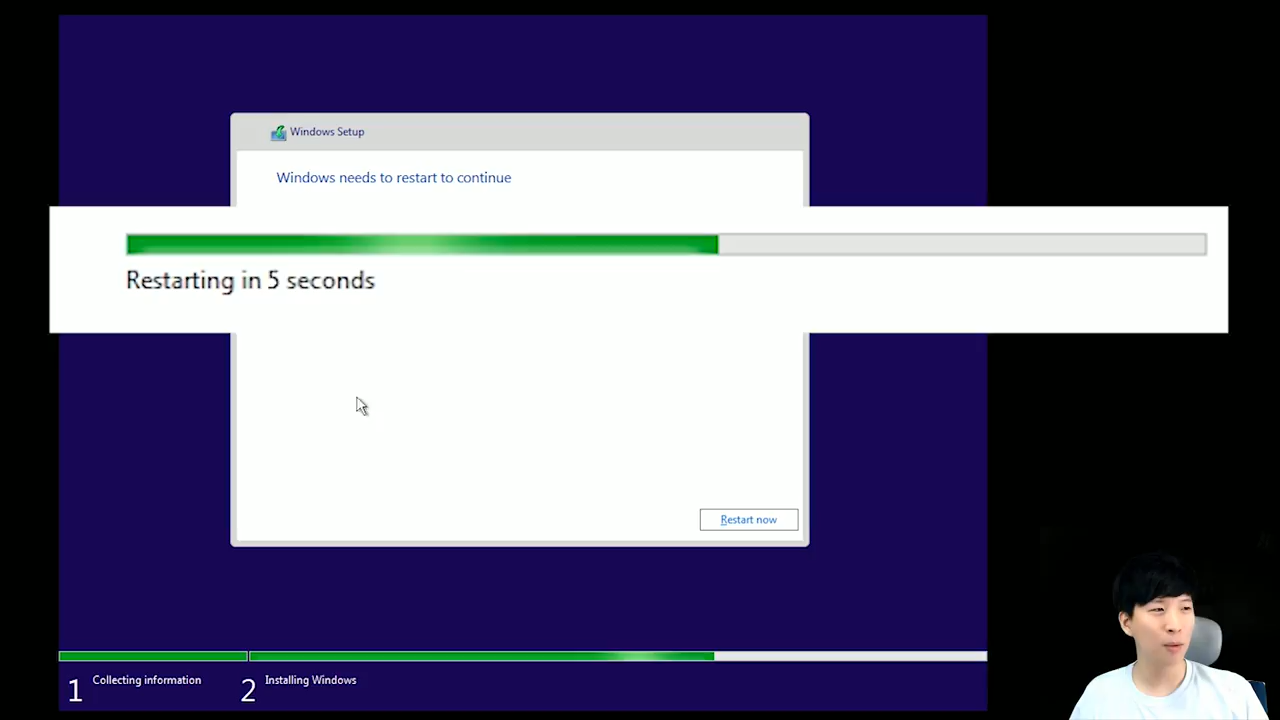 Windows Setup
Windows needs to restart to continue
Restarting in 5 seconds
Restart now
1 Collecting information
2 Installing Windows